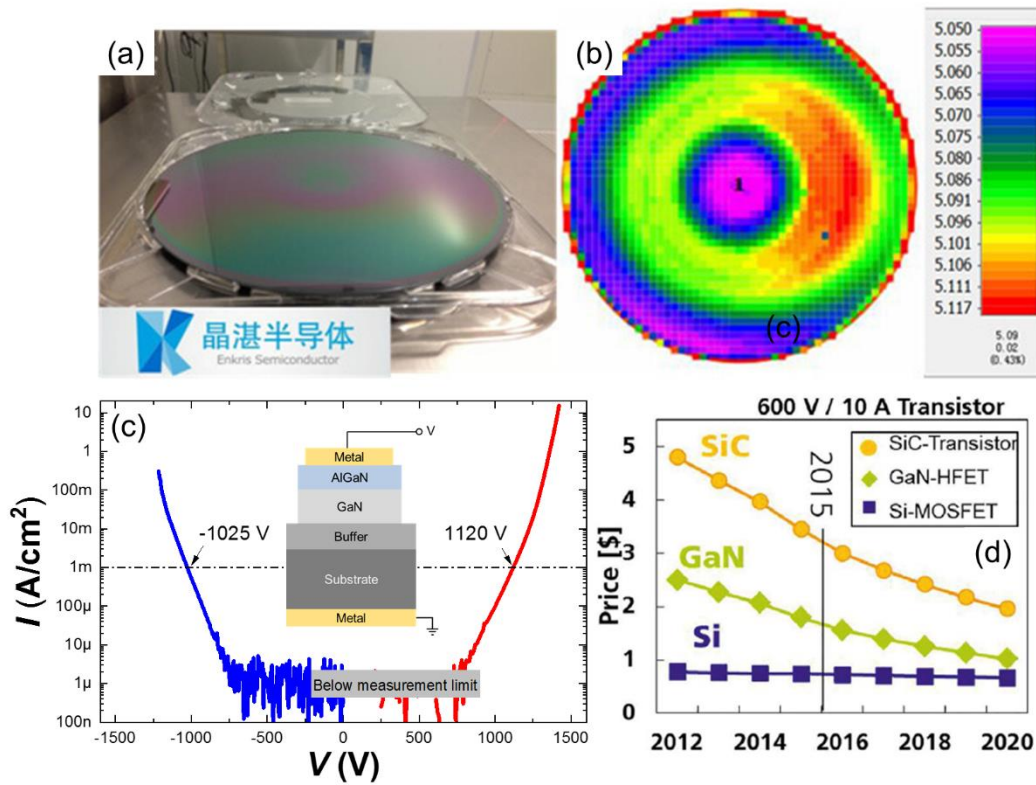 (a)
晶湛半导体
Enkris Semiconductor
(b)
(c)
5.050
5.055
5.060
5.065
5.070
5.075
5.080
5.086
5.091
5.096
5.101
5.106
5.111
5.117
5.09
0.02
(0.43%)
(c)
I (A/cm²)
10
1
100m
10m
1m
100µ
10µ
1µ
100n
-1025 V
1120 V
V
Metal
AlGaN
GaN
Buffer
Substrate
Metal
Below measurement limit
-1500 -1000 -500 0 500 1000 1500
V (V)
600 V / 10 A Transistor
Price [$]
5
4
3
2
1
0
SiC
GaN
Si
2015
SiC-Transistor
GaN-HFET
Si-MOSFET
(d)
2012 2014 2016 2018 2020